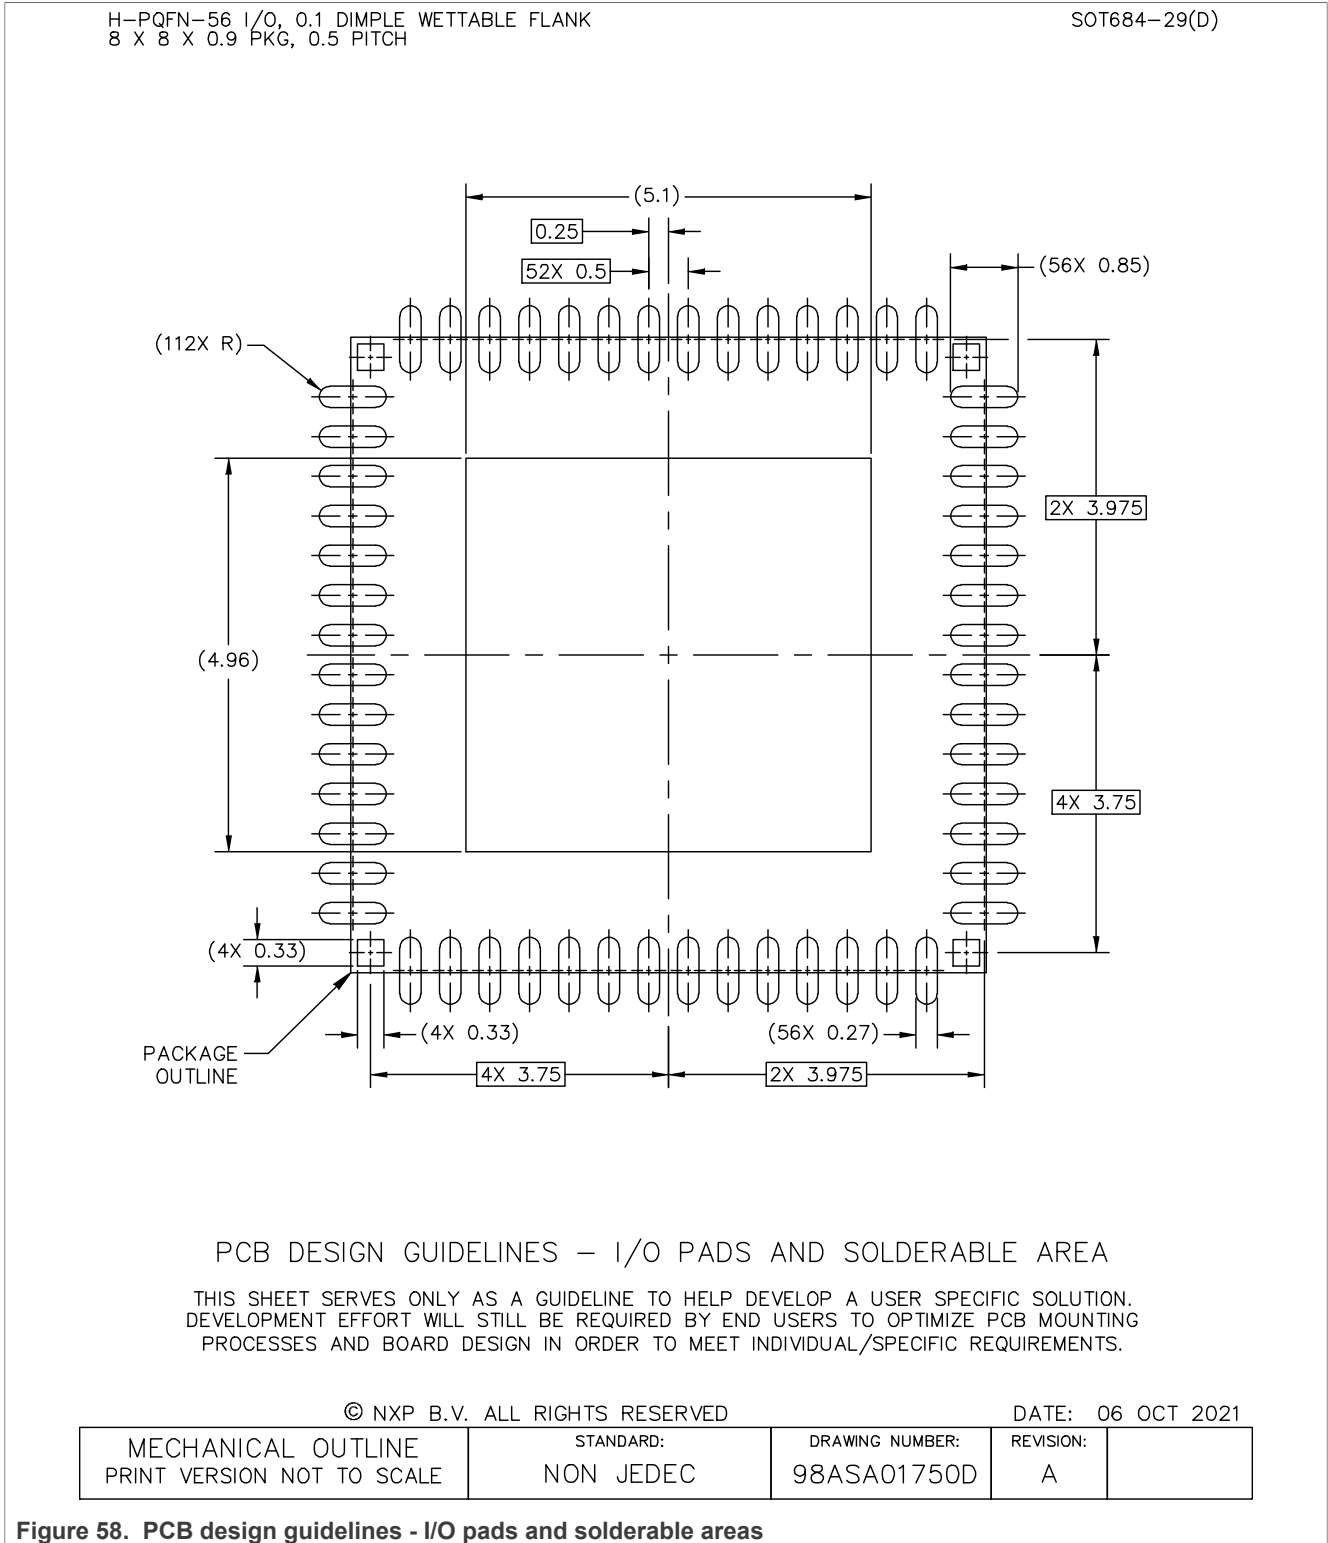 H-PQFN-56 I/O, 0.1 DIMPLE WETTABLE FLANK
8 X 8 X 0.9 PKG, 0.5 PITCH
SOT684-29(D)
(5.1)
0.25
52X 0.5
(56X 0.85)
(112X R)
2X 3.975
(4.96)
4X 3.75
(4X 0.33)
(4X 0.33)
(56X 0.27)
PACKAGE
OUTLINE
4X 3.75
2X 3.975
PCB DESIGN GUIDELINES – I/O PADS AND SOLDERABLE AREA
THIS SHEET SERVES ONLY AS A GUIDELINE TO HELP DEVELOP A USER SPECIFIC SOLUTION.
DEVELOPMENT EFFORT WILL STILL BE REQUIRED BY END USERS TO OPTIMIZE PCB MOUNTING
PROCESSES AND BOARD DESIGN IN ORDER TO MEET INDIVIDUAL/SPECIFIC REQUIREMENTS.
© NXP B.V. ALL RIGHTS RESERVED
DATE: 06 OCT 2021
MECHANICAL OUTLINE
PRINT VERSION NOT TO SCALE
STANDARD:
NON JEDEC
DRAWING NUMBER:
98ASA01750D
REVISION:
A
Figure 58. PCB design guidelines - I/O pads and solderable areas